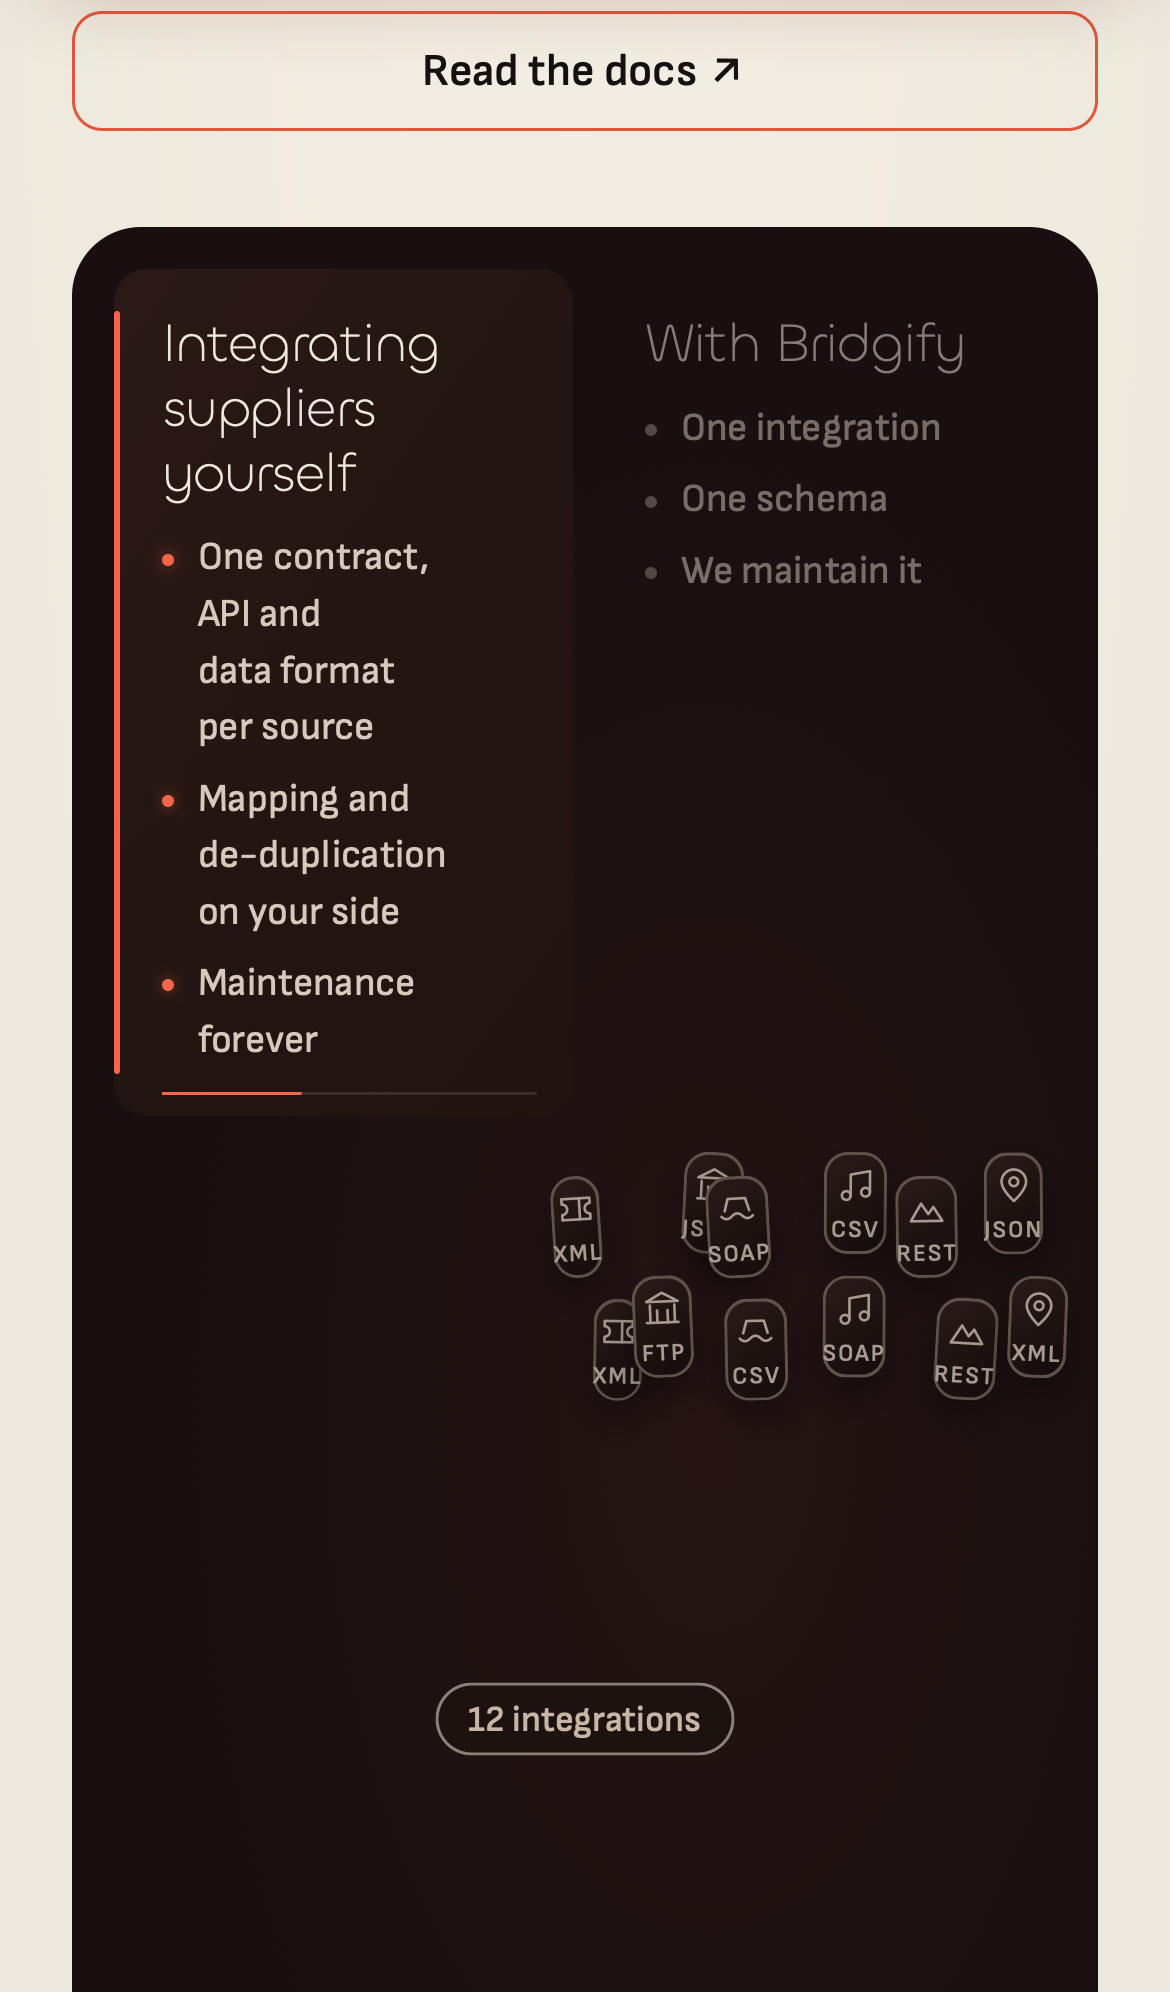 Read the docs ↗
Integrating
suppliers
yourself
One contract,
API and
data format
per source
Mapping and
de-duplication
on your side
Maintenance
forever
With Bridgify
One integration
One schema
We maintain it
XML
JS
SOAP
CSV
REST
JSON
XML
FTP
CSV
SOAP
REST
XML
12 integrations